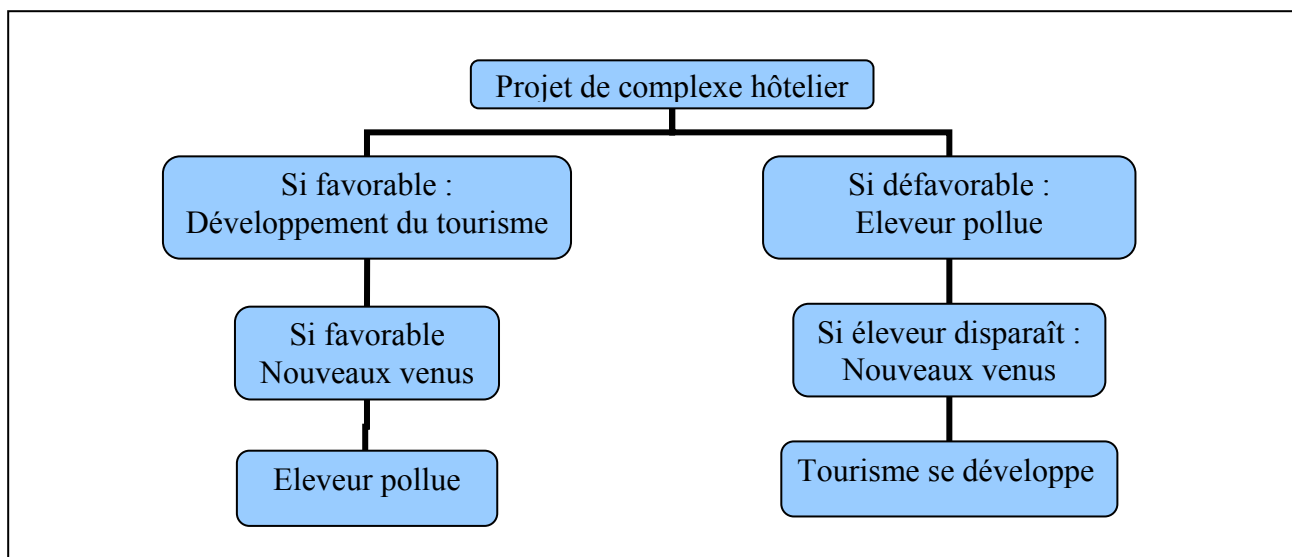 Projet de complexe hôtelier
Si favorable :
Développement du tourisme
Si défavorable :
Eleveur pollue
Si favorable
Nouveaux venus
Si éleveur disparaît :
Nouveaux venus
Eleveur pollue
Tourisme se développe